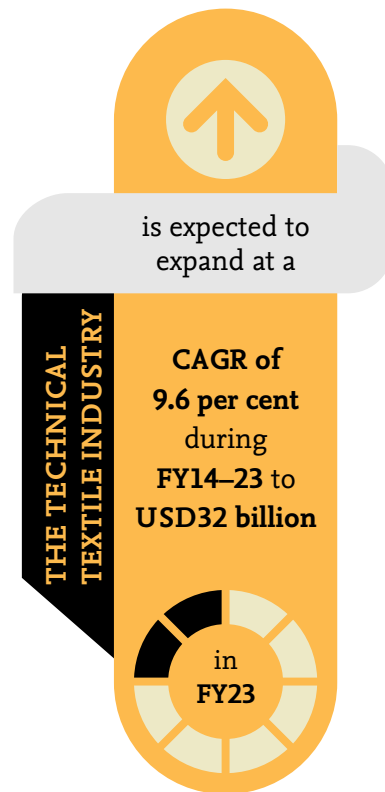 THE TECHNICAL
TEXTILE INDUSTRY
is expected to
expand at a
CAGR of
9.6 per cent
during
FY14–23 to
USD32 billion
in
FY23